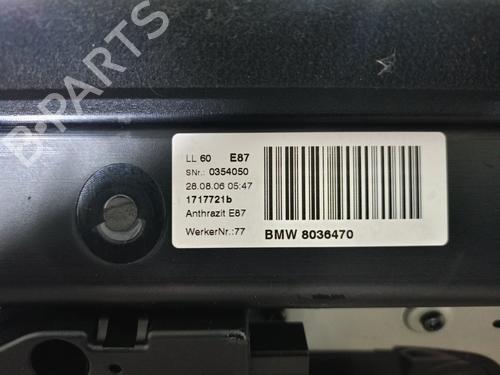 B-PARTS
LL 60 E87
SNr.: 0354050
28.08.06 05:47
1717721b
Anthrazit E87
WerkerNr.:77
BMW 8036470